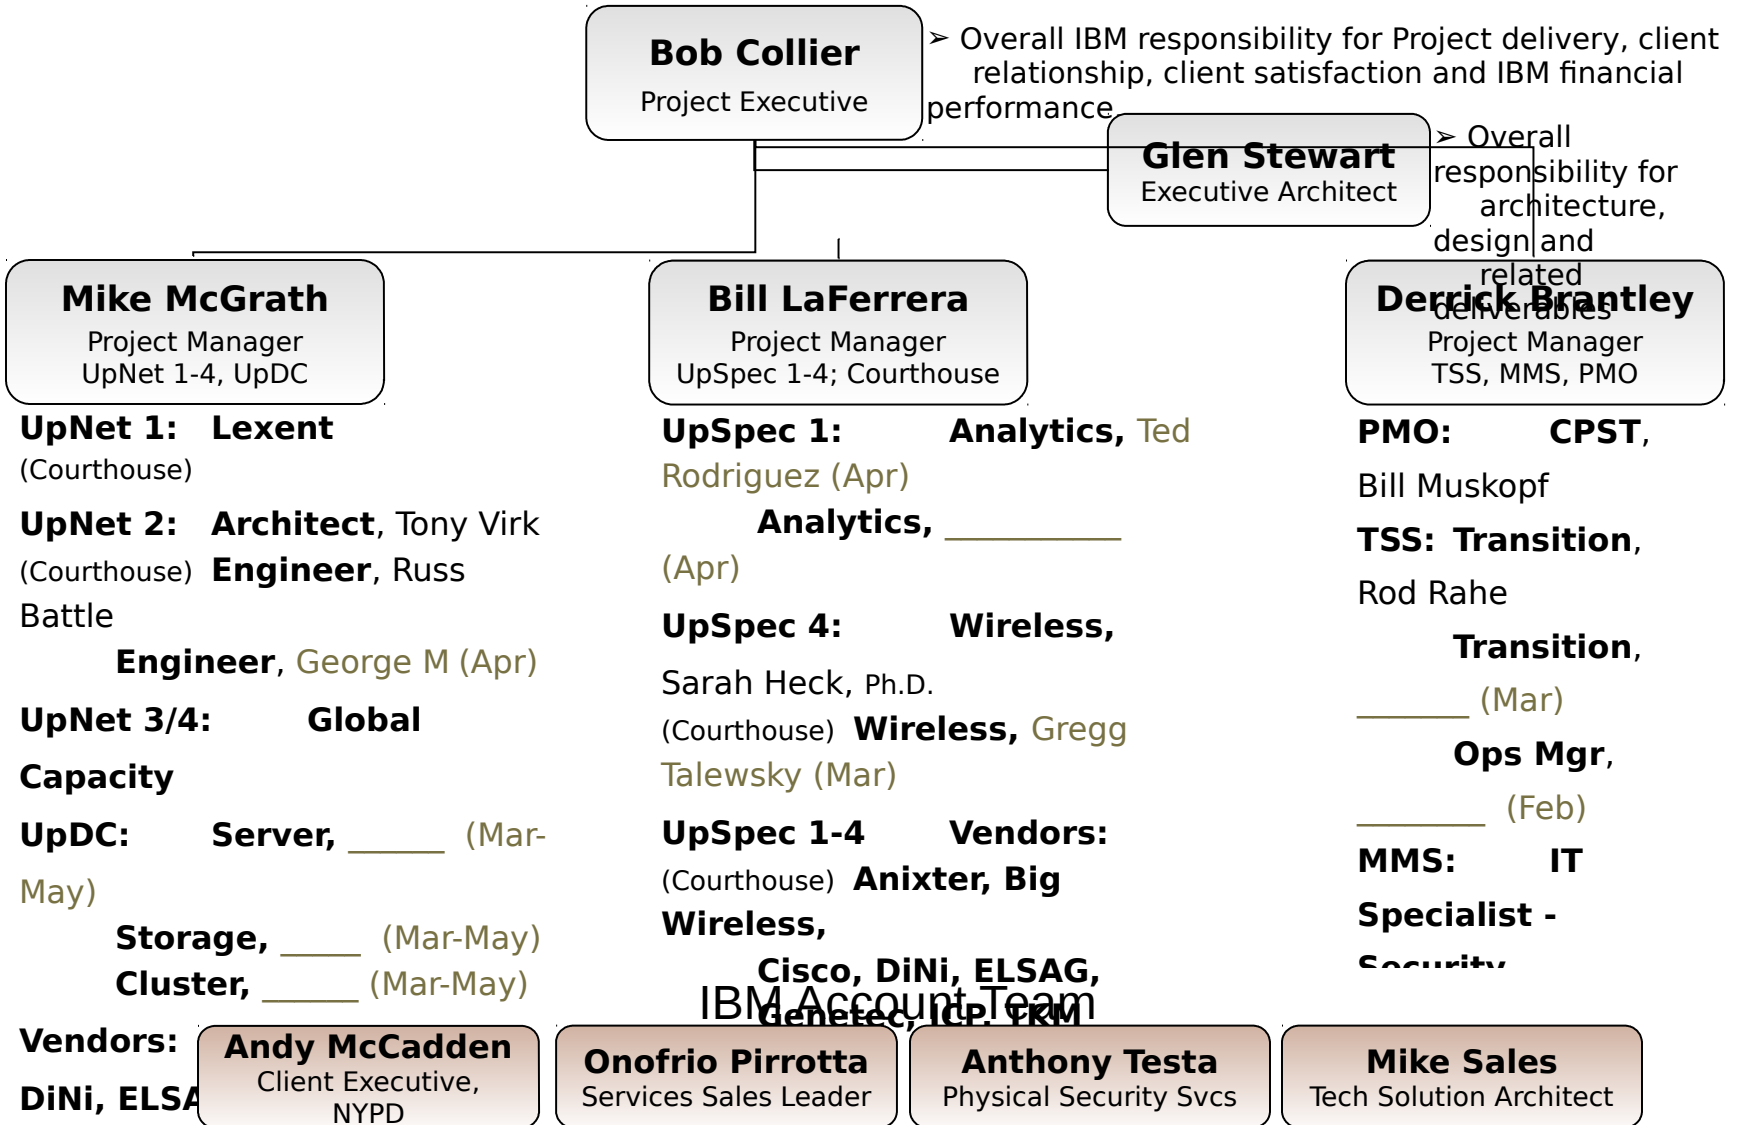 Bob Collier
Project Executive
➢ Overall IBM responsibility for Project delivery, client
relationship, client satisfaction and IBM financial
performance.
Glen Stewart
Executive Architect
➢ Overall
responsibility for
architecture,
design and
related
deliverables
Mike McGrath
Project Manager
UpNet 1-4, UpDC
Bill LaFerrera
Project Manager
UpSpec 1-4; Courthouse
Derrick Brantley
Project Manager
TSS, MMS, PMO
UpNet 1: Lexent
(Courthouse)
UpNet 2: Architect, Tony Virk
(Courthouse) Engineer, Russ
Battle
Engineer, George M (Apr)
UpNet 3/4: Global
Capacity
UpDC: Server, ______ (Mar-
May)
Storage, _____ (Mar-May)
Cluster, ______ (Mar-May)
Vendors:
DiNi, ELSA
UpSpec 1: Analytics, Ted
Rodriguez (Apr)
Analytics, ___________
(Apr)
UpSpec 4: Wireless,
Sarah Heck, Ph.D.
(Courthouse) Wireless, Gregg
Talewsky (Mar)
UpSpec 1-4 Vendors:
(Courthouse) Anixter, Big
Wireless,
Cisco, DiNi, ELSAG,
Genetec, ICP, TKM
PMO: CPST,
Bill Muskopf
TSS: Transition,
Rod Rahe
Transition,
_______ (Mar)
Ops Mgr,
________ (Feb)
MMS: IT
Specialist -
Security
IBM Account Team
Andy McCadden
Client Executive,
NYPD
Onofrio Pirrotta
Services Sales Leader
Anthony Testa
Physical Security Svcs
Mike Sales
Tech Solution Architect